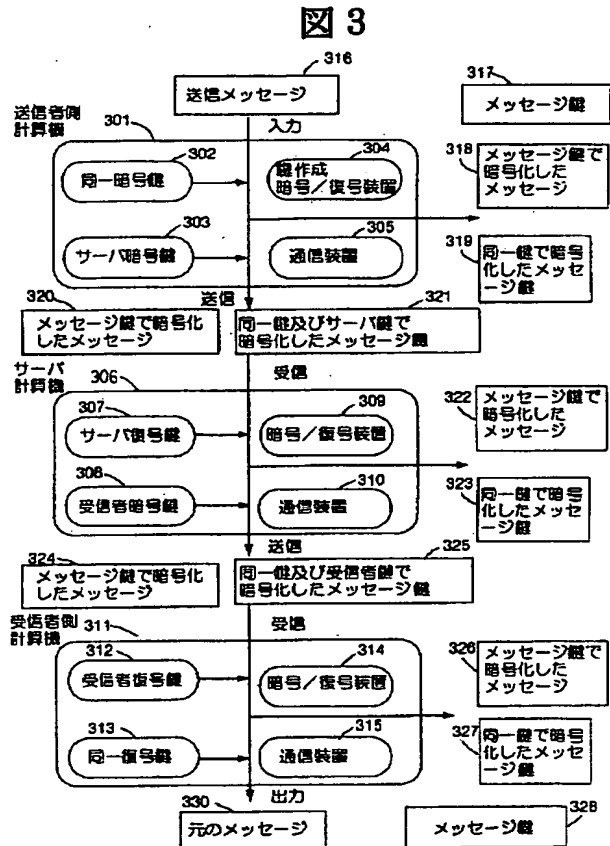 図 3
316
送信メッセージ
317
メッセージ鍵
送信者側
計算機
301
入力
302
同一暗号鍵
304
鍵作成
暗号/復号装置
318
メッセージ鍵で
暗号化した
メッセージ
303
サーバ暗号鍵
305
通信装置
319
同一鍵で暗号
化したメッセ
ージ鍵
送信
320
メッセージ鍵で暗号化
したメッセージ
321
同一鍵及びサーバ鍵で
暗号化したメッセージ鍵
サーバ
計算機
306
受信
307
サーバ復号鍵
309
暗号/復号装置
322
メッセージ鍵で
暗号化した
メッセージ
308
受信者暗号鍵
310
通信装置
323
同一鍵で暗号
化したメッセ
ージ鍵
送信
324
メッセージ鍵で暗号化
したメッセージ
325
同一鍵及び受信者鍵で
暗号化したメッセージ鍵
受信者側
計算機
311
受信
312
受信者復号鍵
314
暗号/復号装置
326
メッセージ鍵で
暗号化した
メッセージ
313
同一復号鍵
315
通信装置
327
同一鍵で暗号
化したメッセ
ージ鍵
出力
330
元のメッセージ
328
メッセージ鍵